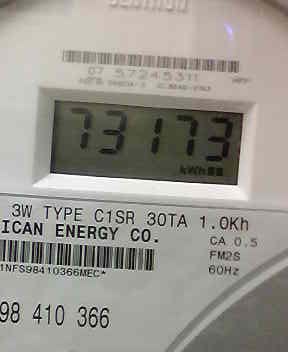 CENTRON
07 57245311
73173
kWh
3W TYPE C1SR 30TA 1.0Kh
ICAN ENERGY CO.
CA 0.5
FM2S
60Hz
1NFS98410366MEC*
98 410 366